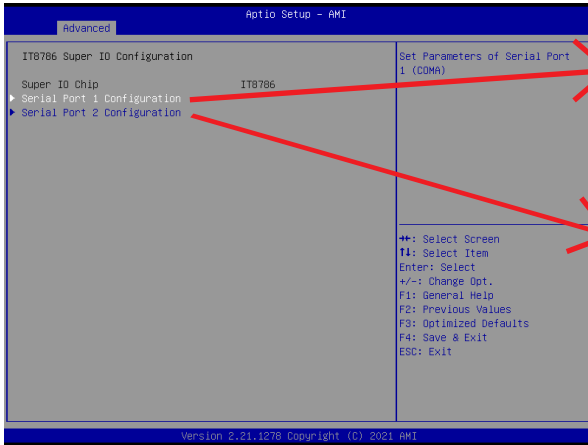 Aptio Setup - AMI
Advanced
IT8786 Super IO Configuration
Super IO Chip IT8786
Serial Port 1 Configuration
Serial Port 2 Configuration
Set Parameters of Serial Port
1 (COMA)
→←: Select Screen
↑↓: Select Item
Enter: Select
+/-: Change Opt.
F1: General Help
F2: Previous Values
F3: Optimized Defaults
F4: Save & Exit
ESC: Exit
Version 2.21.1278 Copyright (C) 2021 AMI